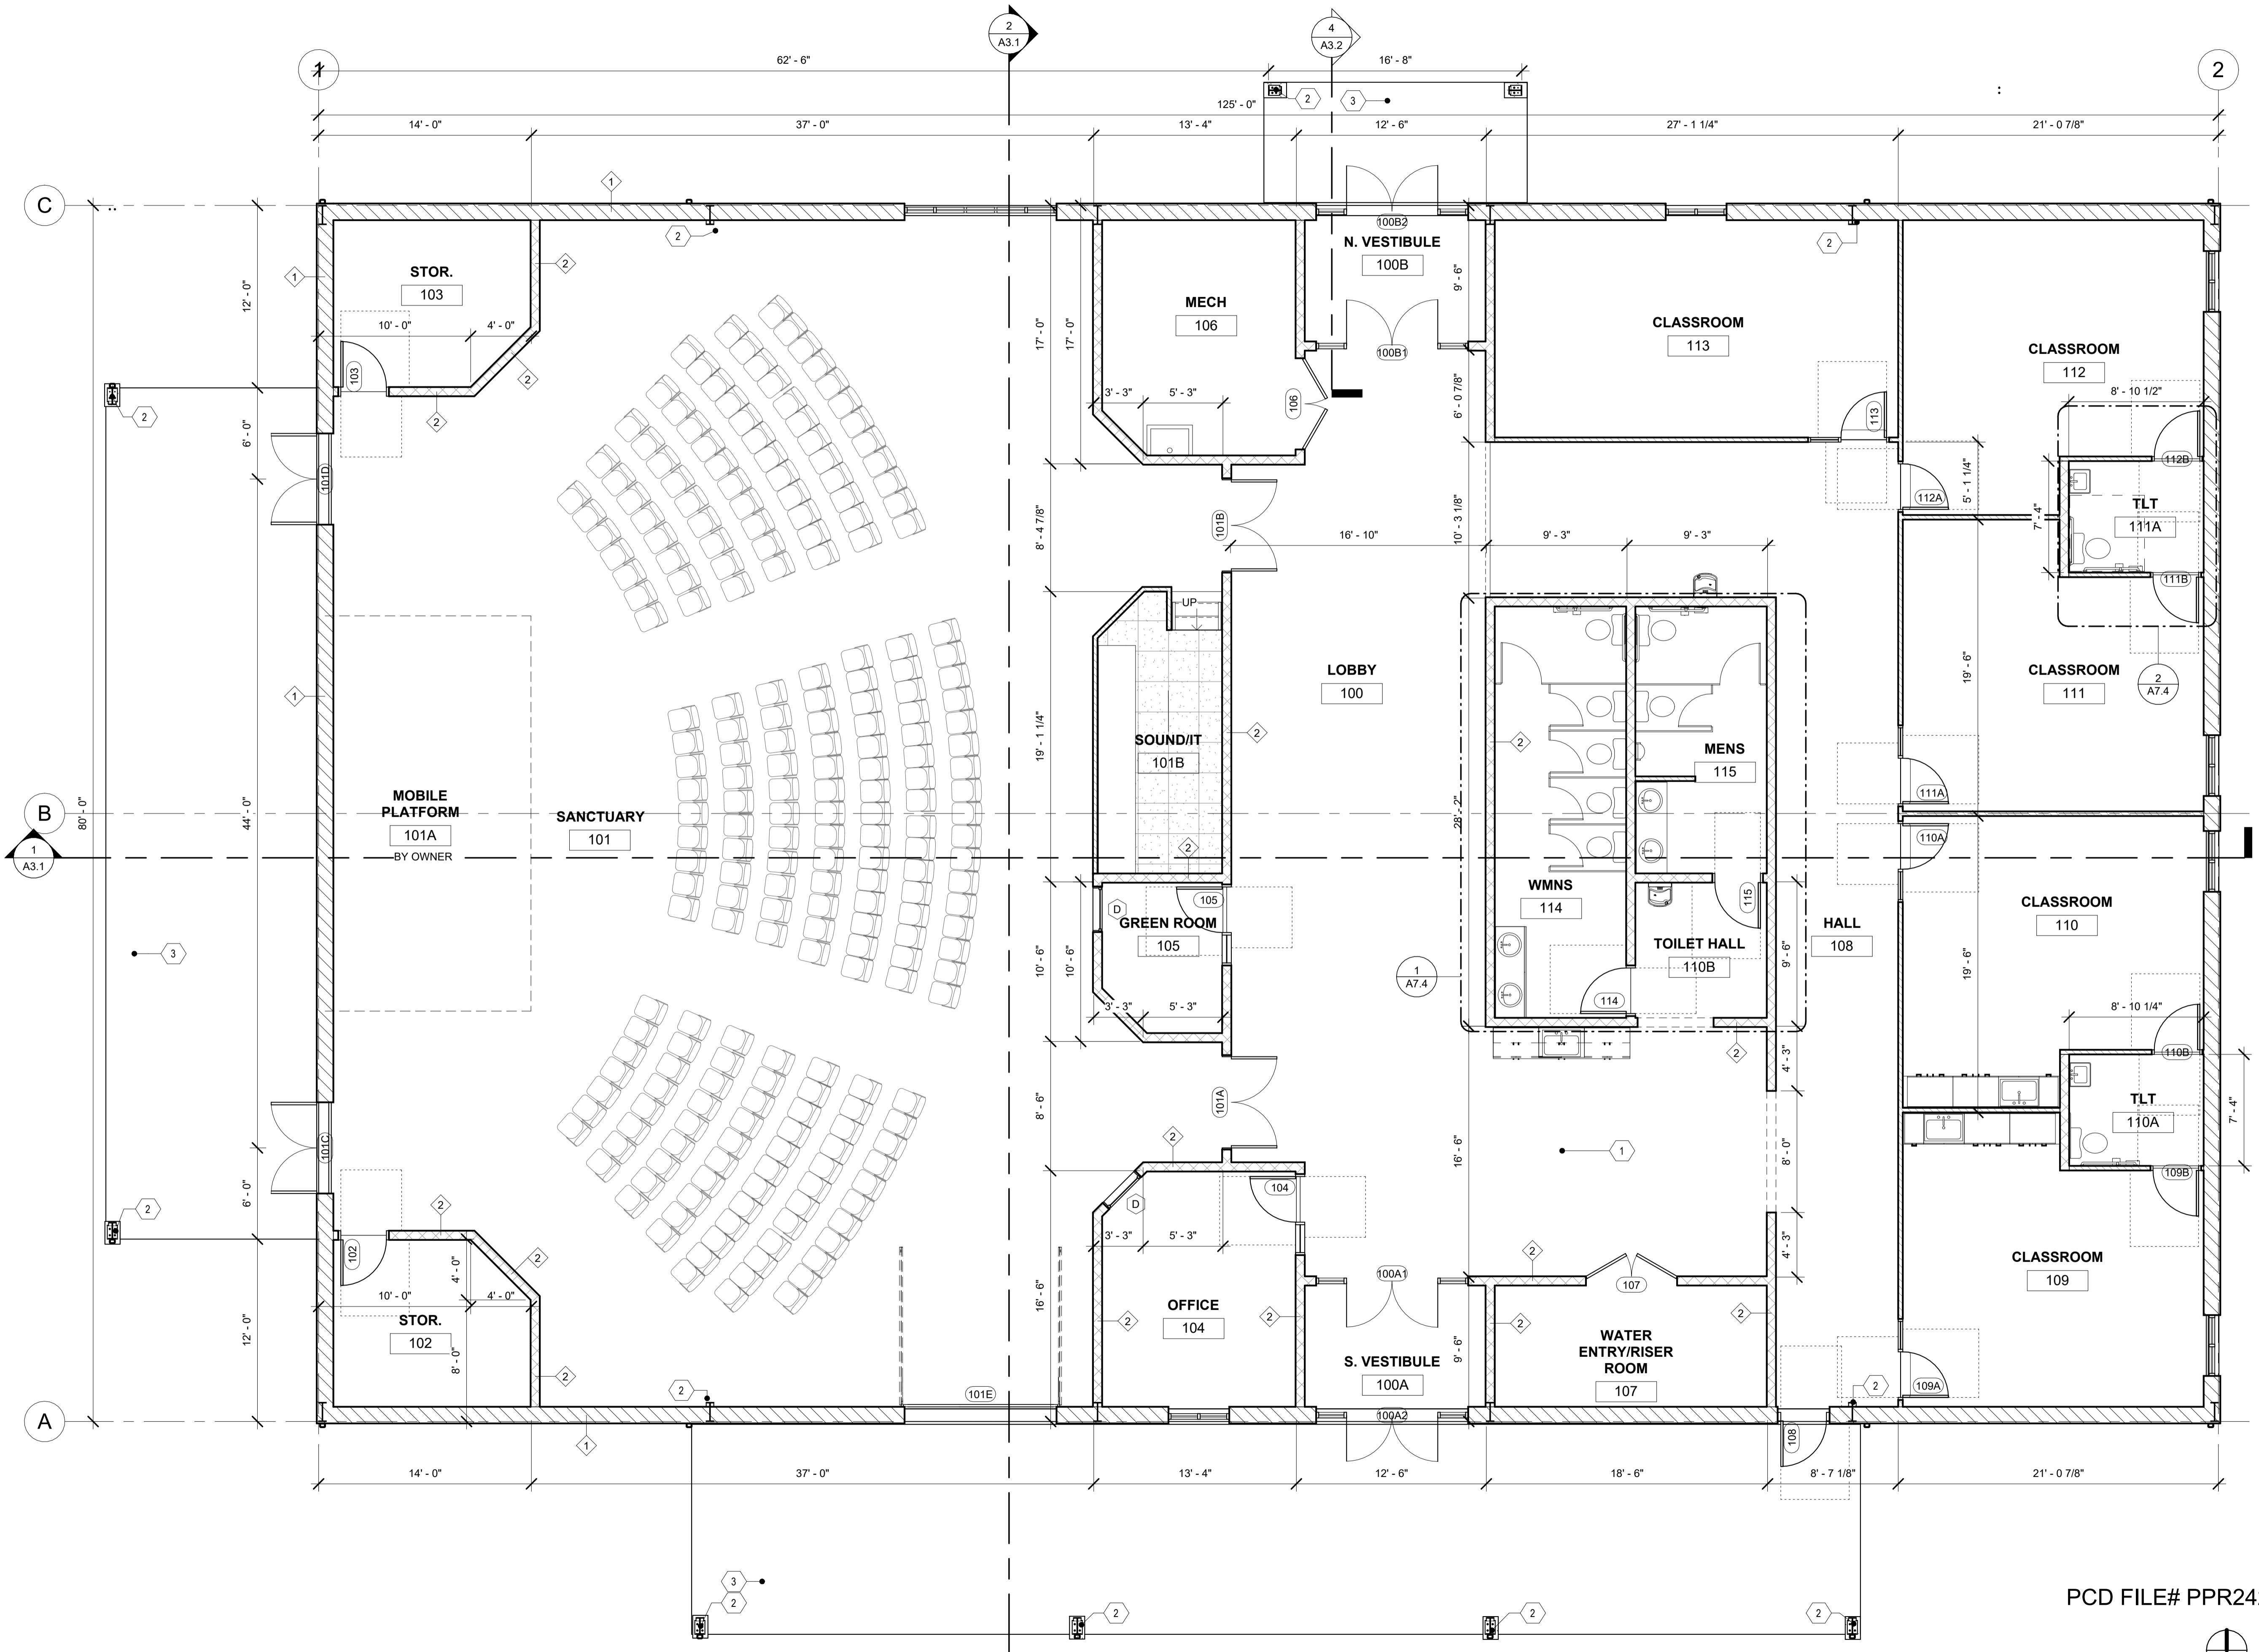 2
A3.1
4
A3.2
62' - 6"
16' - 8"
1
2
2
3
125' - 0"
14' - 0"
37' - 0"
13' - 4"
12' - 6"
27' - 1 1/4"
21' - 0 7/8"
C
1
2
100B2
N. VESTIBULE
100B
2
STOR.
103
2
1
12' - 0"
10' - 0"
4' - 0"
103
2
2
17' - 0"
17' - 0"
MECH
106
9' - 6"
100B1
CLASSROOM
113
CLASSROOM
112
8' - 10 1/2"
2
6' - 0"
101D
3' - 3"
5' - 3"
106
6' - 0 7/8"
113
112B
112A
5' - 1 1/4"
7' - 4"
TLT
111A
111B
8' - 4 7/8"
101B
16' - 10"
10' - 3 1/8"
9' - 3"
9' - 3"
UP
LOBBY
100
19' - 6"
CLASSROOM
111
2
A7.4
1
19' - 1 1/4"
SOUND/IT
101B
2
2
MENS
115
111A
B
80' - 0"
44' - 0"
MOBILE
PLATFORM
101A
BY OWNER
SANCTUARY
101
28' - 2"
110A
1
A3.1
2
WMNS
114
115
D
105
GREEN ROOM
105
HALL
108
CLASSROOM
110
3
10' - 6"
10' - 6"
TOILET HALL
110B
9' - 6"
19' - 6"
1
A7.4
114
3' - 3"
5' - 3"
8' - 10 1/4"
2
4' - 3"
110B
8' - 6"
101A
TLT
110A
7' - 4"
101C
2
16' - 6"
1
8' - 0"
109B
2
6' - 0"
2
104
D
3' - 3"
5' - 3"
102
2
4' - 0"
2
4' - 3"
CLASSROOM
109
10' - 0"
4' - 0"
100A1
107
16' - 6"
OFFICE
104
STOR.
102
12' - 0"
8' - 0"
2
2
2
2
WATER
ENTRY/RISER
ROOM
107
S. VESTIBULE
100A
9' - 6"
2
2
101E
109A
2
A
1
100A2
108
14' - 0"
37' - 0"
13' - 4"
12' - 6"
18' - 6"
8' - 7 1/8"
21' - 0 7/8"
3
2
2
2
2
PCD FILE# PPR24